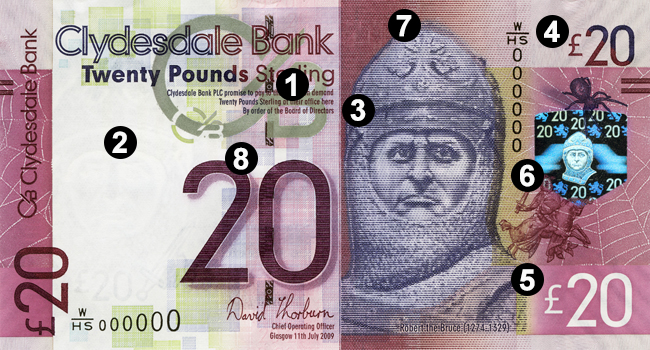 Clydesdale Bank
Twenty Pounds Sterling
Clydesdale Bank PLC promise to pay demand
Twenty Pounds Sterling at their office here
By order of the Board of Directors
1
2
3
4
5
6
7
8
20
W/HS 000000
£20
W/HS 000000
David Thorburn
Chief Operating Officer
Glasgow 11th July 2009
Robert the Bruce (1274-1329)
£20
£20
CB Clydesdale Bank
20 20 20
20 20
20 20